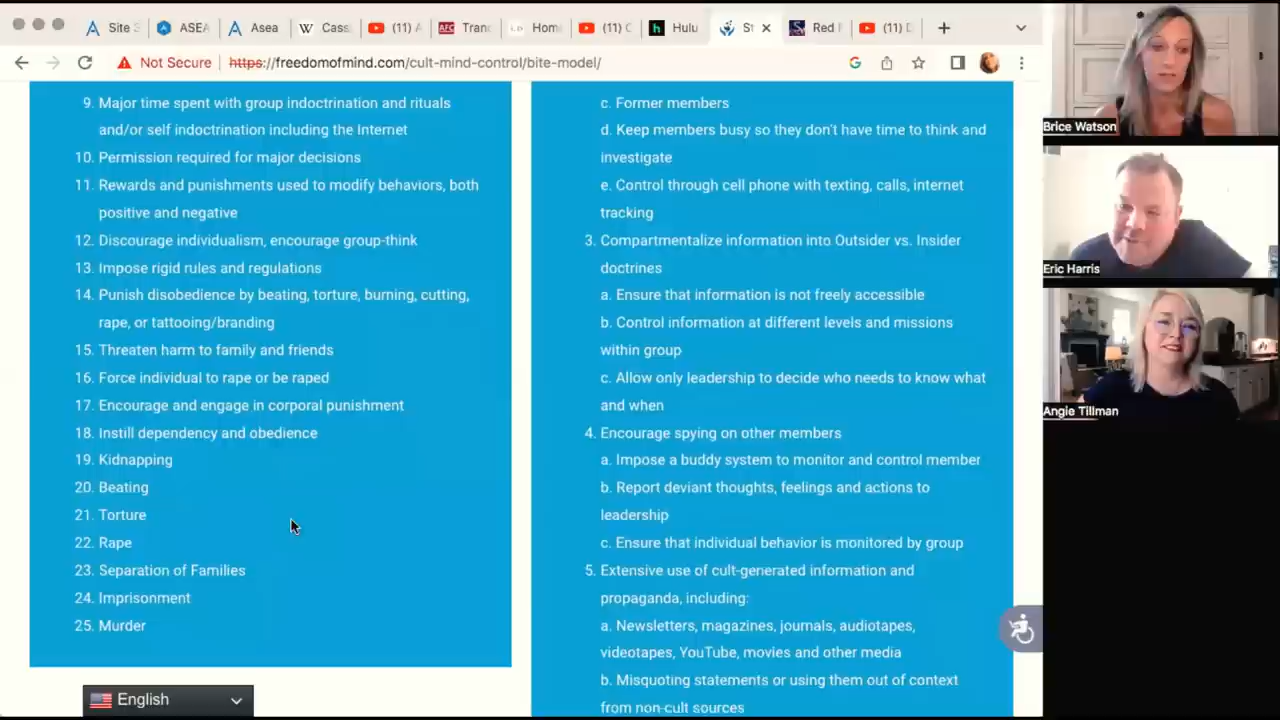 Site S
ASEA
Asea
Cass
(11) A
Tran
Home
(11) C
Hulu
St
Red F
(11) D
Not Secure
https://freedomofmind.com/cult-mind-control/bite-model/
9. Major time spent with group indoctrination and rituals
and/or self indoctrination including the Internet
10. Permission required for major decisions
11. Rewards and punishments used to modify behaviors, both
positive and negative
12. Discourage individualism, encourage group-think
13. Impose rigid rules and regulations
14. Punish disobedience by beating, torture, burning, cutting,
rape, or tattooing/branding
15. Threaten harm to family and friends
16. Force individual to rape or be raped
17. Encourage and engage in corporal punishment
18. Instill dependency and obedience
19. Kidnapping
20. Beating
21. Torture
22. Rape
23. Separation of Families
24. Imprisonment
25. Murder
English
c. Former members
d. Keep members busy so they don't have time to think and
investigate
e. Control through cell phone with texting, calls, internet
tracking
3. Compartmentalize information into Outsider vs. Insider
doctrines
a. Ensure that information is not freely accessible
b. Control information at different levels and missions
within group
c. Allow only leadership to decide who needs to know what
and when
4. Encourage spying on other members
a. Impose a buddy system to monitor and control member
b. Report deviant thoughts, feelings and actions to
leadership
c. Ensure that individual behavior is monitored by group
5. Extensive use of cult-generated information and
propaganda, including:
a. Newsletters, magazines, journals, audiotapes,
videotapes, YouTube, movies and other media
b. Misquoting statements or using them out of context
from non-cult sources
Brice Watson
Eric Harris
Angie Tillman